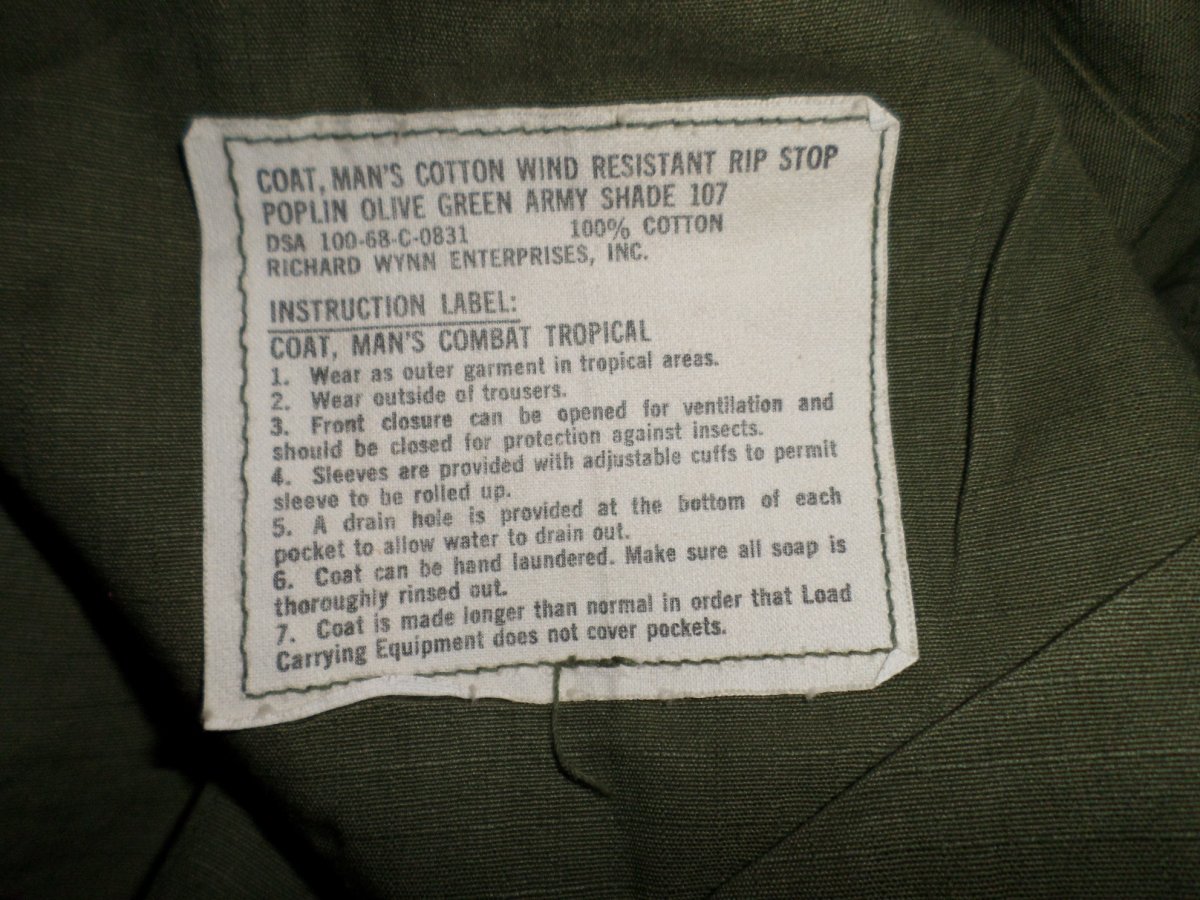 COAT, MAN'S COTTON WIND RESISTANT RIP STOP
POPLIN OLIVE GREEN ARMY SHADE 107
DSA 100-68-C-0831 100% COTTON
RICHARD WYNN ENTERPRISES, INC.
INSTRUCTION LABEL:
COAT, MAN'S COMBAT TROPICAL
1. Wear as outer garment in tropical areas.
2. Wear outside of trousers.
3. Front closure can be opened for ventilation and
should be closed for protection against insects.
4. Sleeves are provided with adjustable cuffs to permit
sleeve to be rolled up.
5. A drain hole is provided at the bottom of each
pocket to allow water to drain out.
6. Coat can be hand laundered. Make sure all soap is
thoroughly rinsed out.
7. Coat is made longer than normal in order that Load
Carrying Equipment does not cover pockets.